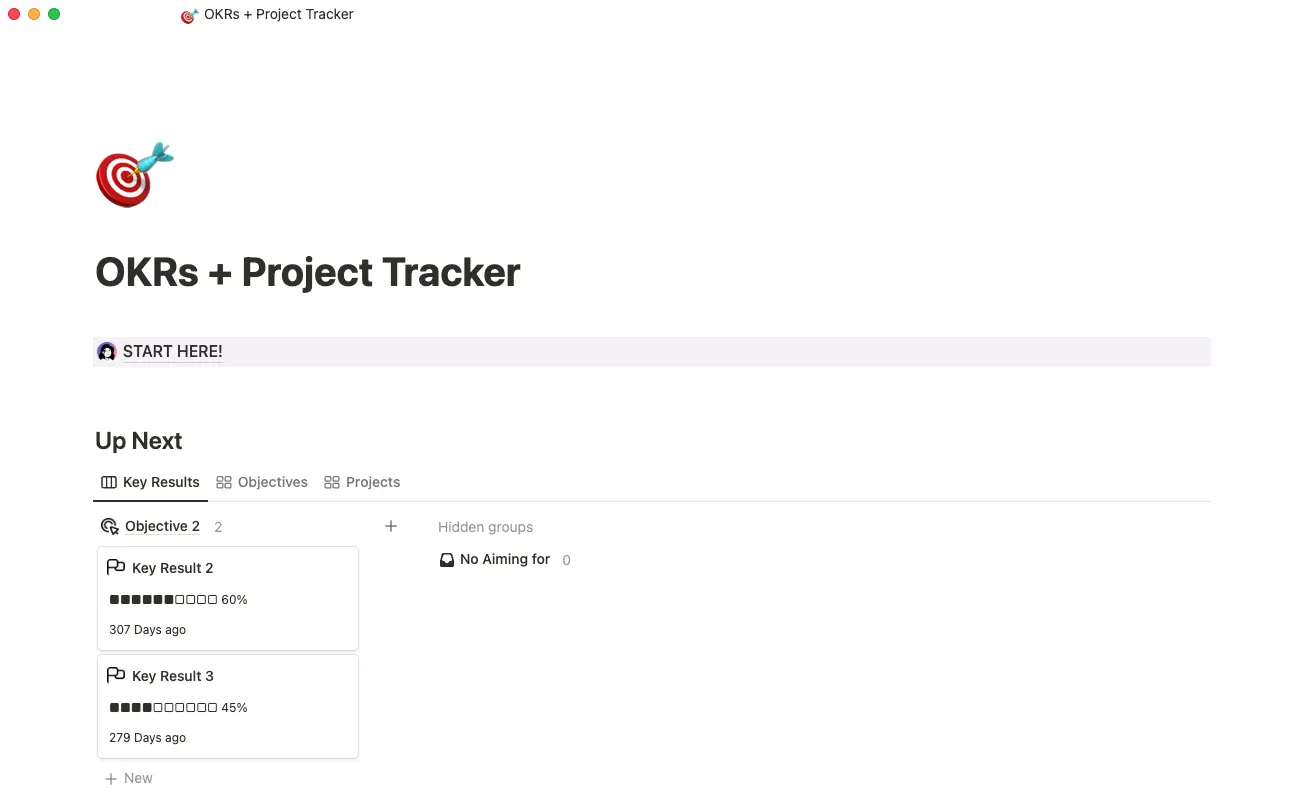 OKRs + Project Tracker
OKRs + Project Tracker
START HERE!
Up Next
Key Results Objectives Projects
Objective 2 2
Hidden groups
No Aiming for 0
Key Result 2
■■■■■■□□□□ 60%
307 Days ago
Key Result 3
■■■■□□□□□□ 45%
279 Days ago
+ New